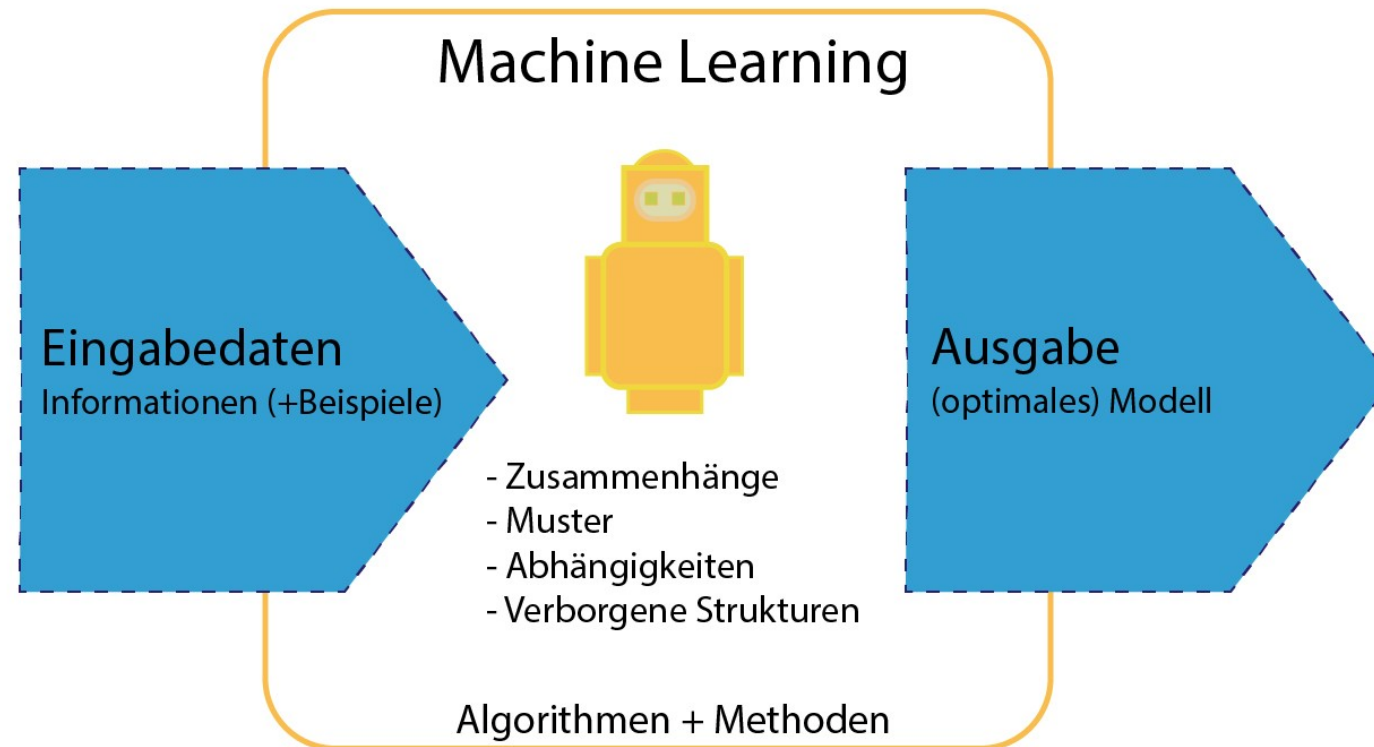 Machine Learning
Eingabedaten
Informationen (+Beispiele)
- Zusammenhänge
- Muster
- Abhängigkeiten
- Verborgene Strukturen
Algorithmen + Methoden
Ausgabe
(optimales) Modell